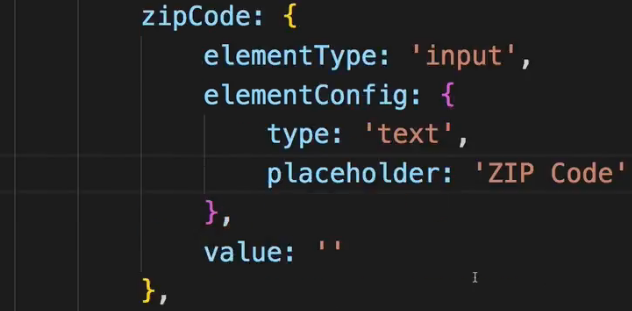 zipCode: {
elementType: 'input',
elementConfig: {
type: 'text',
placeholder: 'ZIP Code'
},
value: ''
},